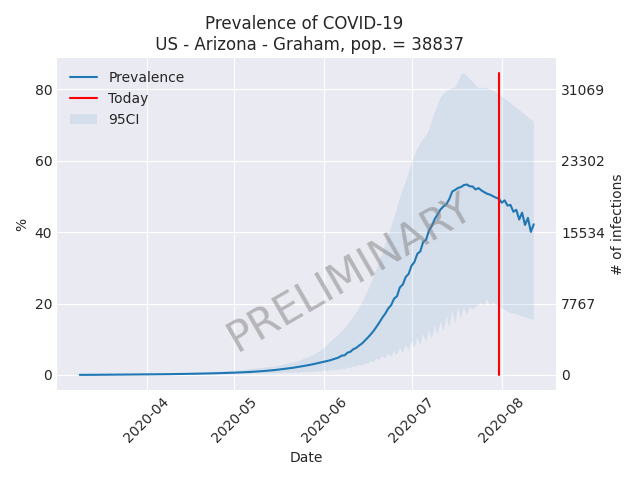 Prevalence of COVID-19
US - Arizona - Graham, pop. = 38837
Prevalence
Today
95CI
80
60
40
20
0
%
31069
23302
15534
7767
0
# of infections
PRELIMINARY
2020-04
2020-05
2020-06
2020-07
2020-08
Date